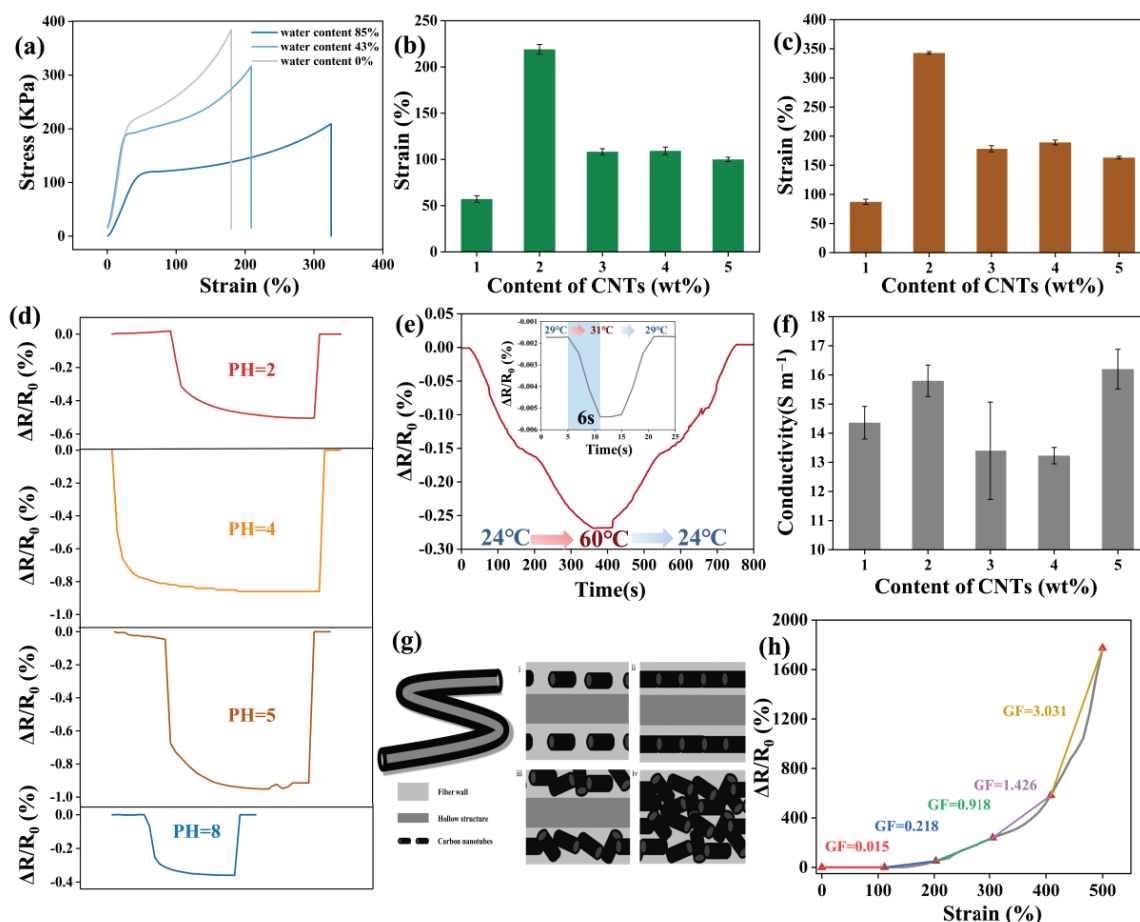 (a)
Stress (KPa)
400
300
200
100
0
water content 85%
water content 43%
water content 0%
0 100 200 300 400
Strain (%)
(b)
Strain (%)
250
200
150
100
50
0
1 2 3 4 5
Content of CNTs (wt%)
(c)
Strain (%)
400
350
300
250
200
150
100
50
0
1 2 3 4 5
Content of CNTs (wt%)
(d)
ΔR/R₀ (%)
0.0
-0.2
-0.4
-0.6
PH=2
ΔR/R₀ (%)
0.0
-0.2
-0.4
-0.6
-0.8
-1.0
PH=4
ΔR/R₀ (%)
0.0
-0.2
-0.4
-0.6
-0.8
-1.0
PH=5
ΔR/R₀ (%)
0.0
-0.2
-0.4
PH=8
(e)
ΔR/R₀ (%)
0.00
-0.05
-0.10
-0.15
-0.20
-0.25
-0.30
24°C 60°C 24°C
0 100 200 300 400 500 600 700 800
Time(s)
ΔR/R₀ (%)
-0.001
-0.002
-0.003
-0.004
-0.005
-0.006
29°C 31°C 29°C
6s
0 5 10 15 20 25
Time(s)
(f)
Conductivity(S m⁻¹)
18
17
16
15
14
13
12
11
10
1 2 3 4 5
Content of CNTs (wt%)
(g)
i
ii
iii
iv
Fiber wall
Hollow structure
Carbon nanotubes
(h)
ΔR/R₀ (%)
2000
1600
1200
800
400
0
GF=3.031
GF=1.426
GF=0.918
GF=0.218
GF=0.015
0 100 200 300 400 500
Strain (%)